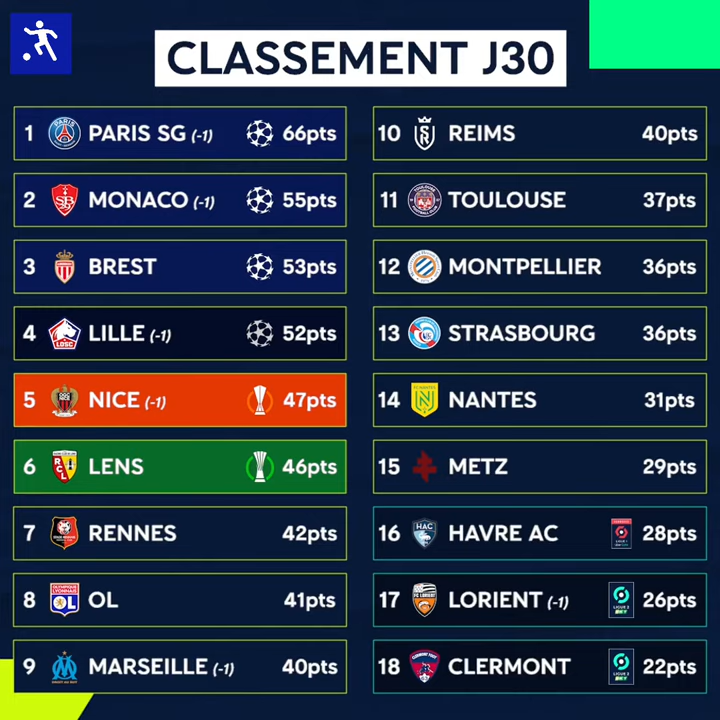 CLASSEMENT J30
1 PARIS SG (-1) 66pts
2 MONACO (-1) 55pts
3 BREST 53pts
4 LILLE (-1) 52pts
5 NICE (-1) 47pts
6 LENS 46pts
7 RENNES 42pts
8 OL 41pts
9 MARSEILLE (-1) 40pts
10 REIMS 40pts
11 TOULOUSE 37pts
12 MONTPELLIER 36pts
13 STRASBOURG 36pts
14 NANTES 31pts
15 METZ 29pts
16 HAVRE AC 28pts
17 LORIENT (-1) 26pts
18 CLERMONT 22pts